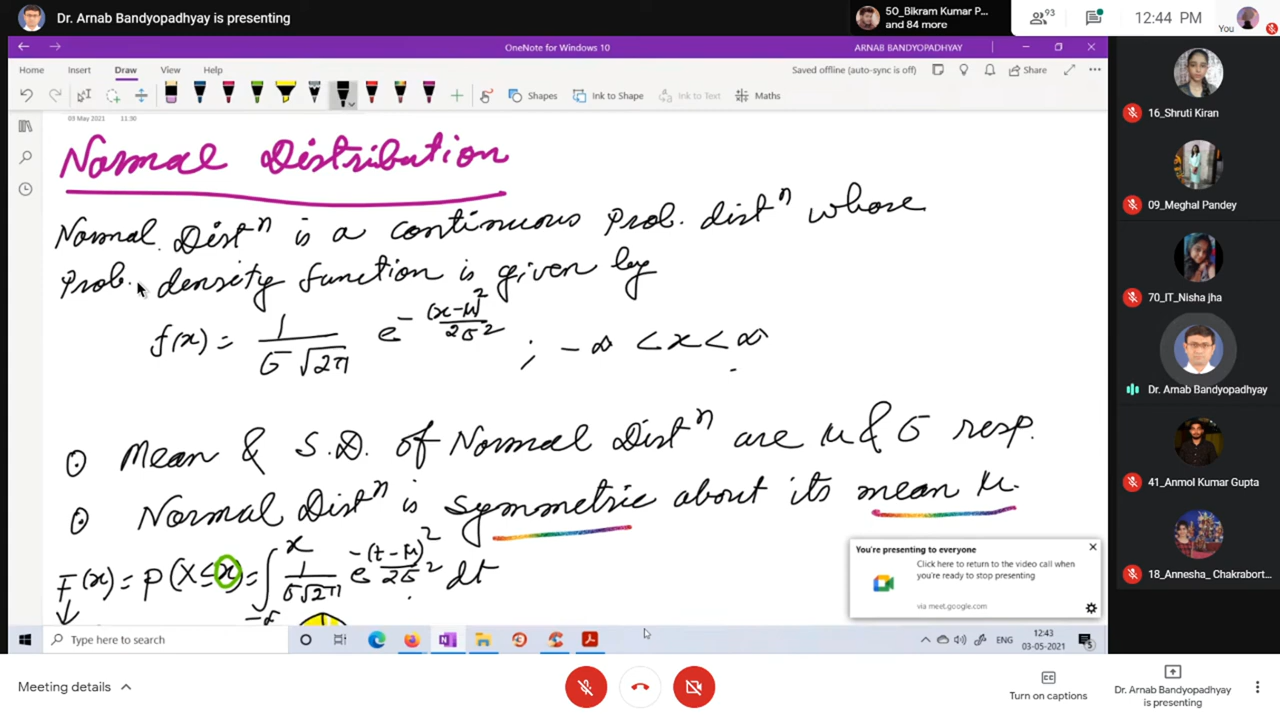 Dr. Arnab Bandyopadhyay is presenting
50_Bikram Kumar P...
and 84 more
93
12:44 PM
You
OneNote for Windows 10
ARNAB BANDYOPADHYAY
Home Insert Draw View Help
Saved offline (auto-sync is off)
Share
Shapes
Ink to Shape
Ink to Text
Maths
03 May 2021 11:30
Normal Distribution
Normal Distⁿ is a continuous Prob. distⁿ whose
Prob. density function is given by
f(x) = 1/(σ√2π) e^-(x-μ)²/2σ² ; -∞ < x < ∞
Mean & S.D. of Normal Distⁿ are μ & σ resp.
Normal Distⁿ is symmetric about its mean μ.
F(x) = P(X≤x) = ∫ x 1/(σ√2π) e^-(t-μ)²/2σ² dt
You're presenting to everyone
Click here to return to the video call when
you're ready to stop presenting
via meet.google.com
Type here to search
ENG
12:43
03-05-2021
5
16_Shruti Kiran
09_Meghal Pandey
70_IT_Nisha jha
Dr. Arnab Bandyopadhyay
41_Anmol Kumar Gupta
18_Annesha_ Chakrabort...
Meeting details
Turn on captions
Dr. Arnab Bandyopadhyay
is presenting